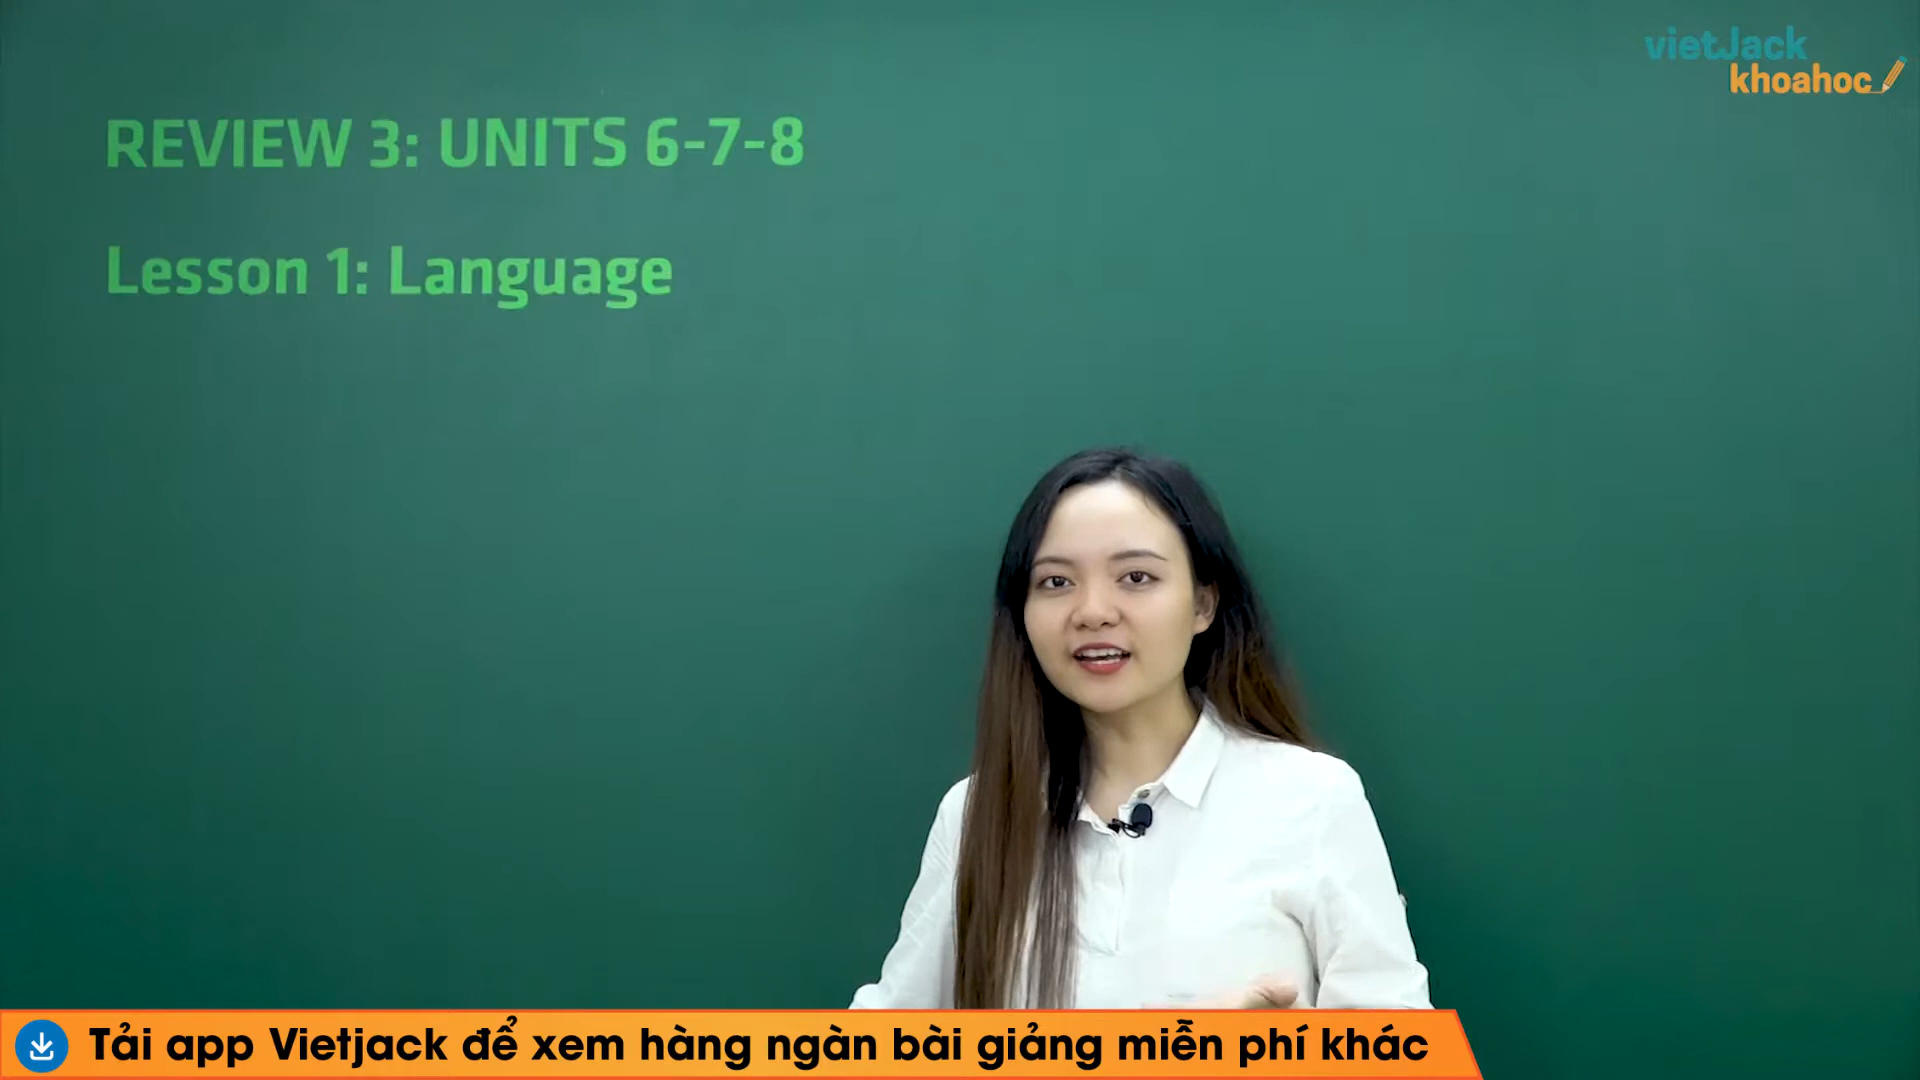 vietJack
khoahoc
REVIEW 3: UNITS 6-7-8
Lesson 1: Language
Tải app Vietjack để xem hàng ngàn bài giảng miễn phí khác